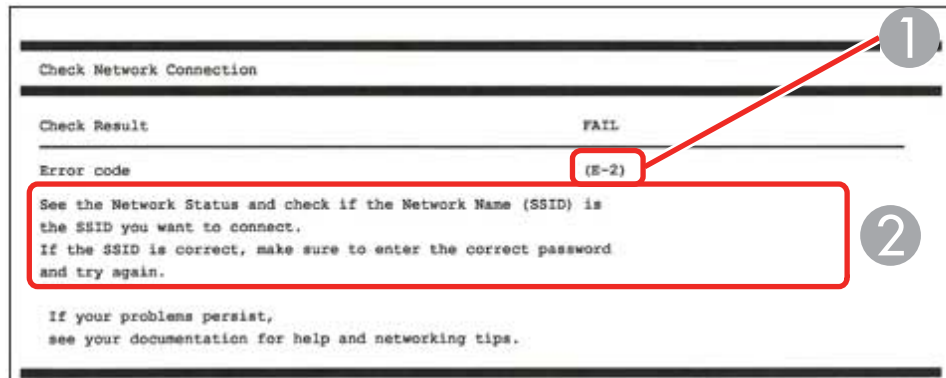 1
Check Network Connection
Check Result FAIL
Error code (E-2)
See the Network Status and check if the Network Name (SSID) is
the SSID you want to connect.
If the SSID is correct, make sure to enter the correct password
and try again.
2
If your problems persist,
see your documentation for help and networking tips.